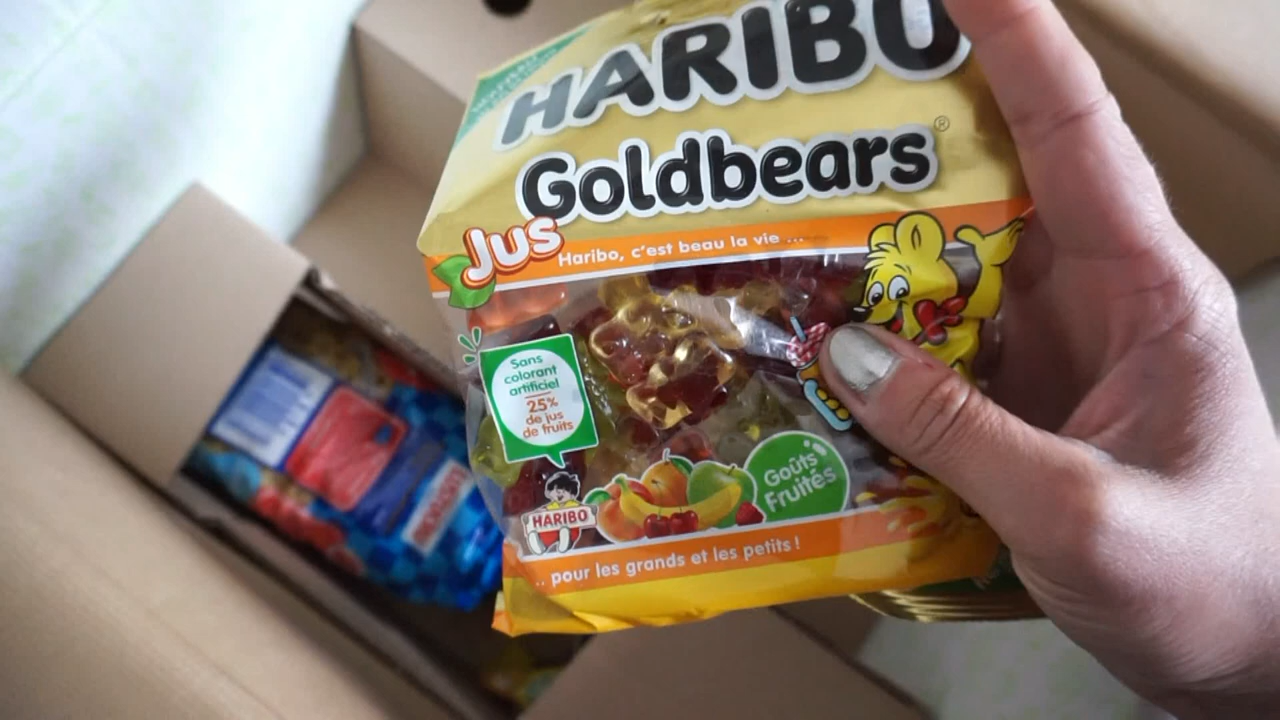 HARIBO
Goldbears®
Jus
Haribo, c'est beau la vie ...
Sans
colorant
artificiel
25%
de jus
de fruits
Goûts
Fruités
HARIBO
... pour les grands et les petits !
HARIBO